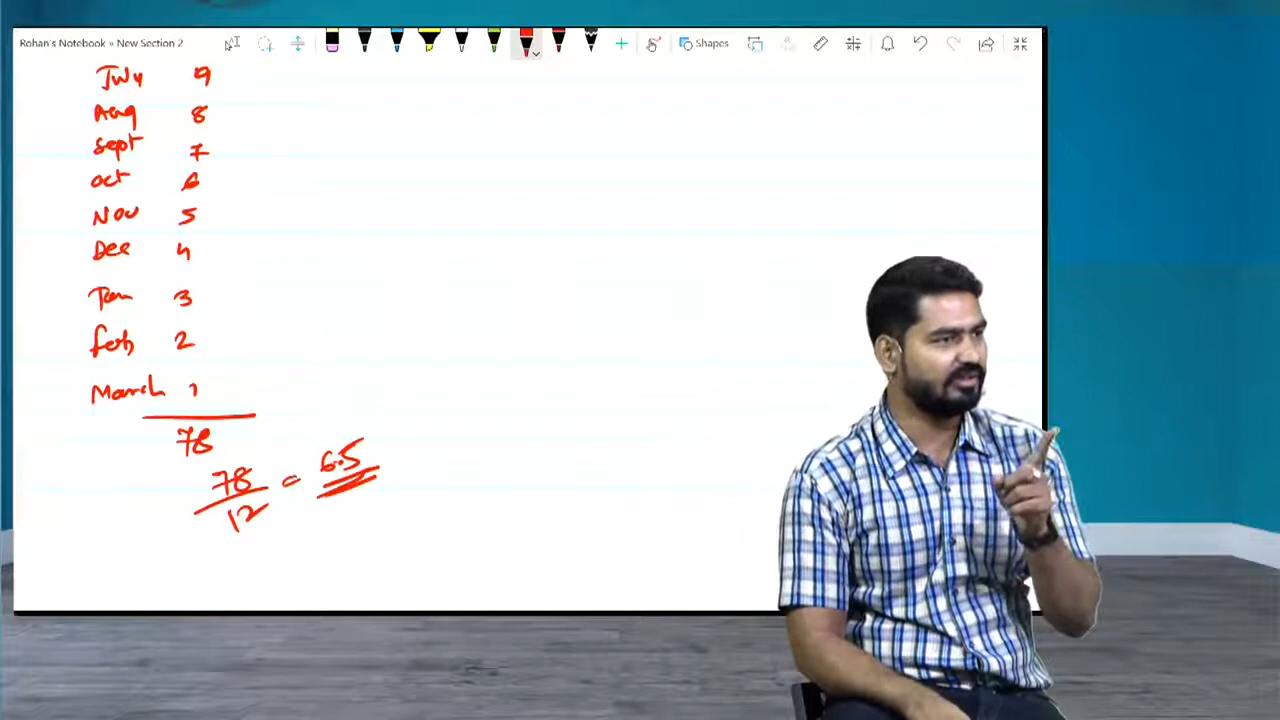 Rohan's Notebook » New Section 2
Shapes
July 9
Aug 8
Sept 7
Oct 6
Nov 5
Dec 4
Jan 3
Feb 2
March 1
78
78 = 6.5
12